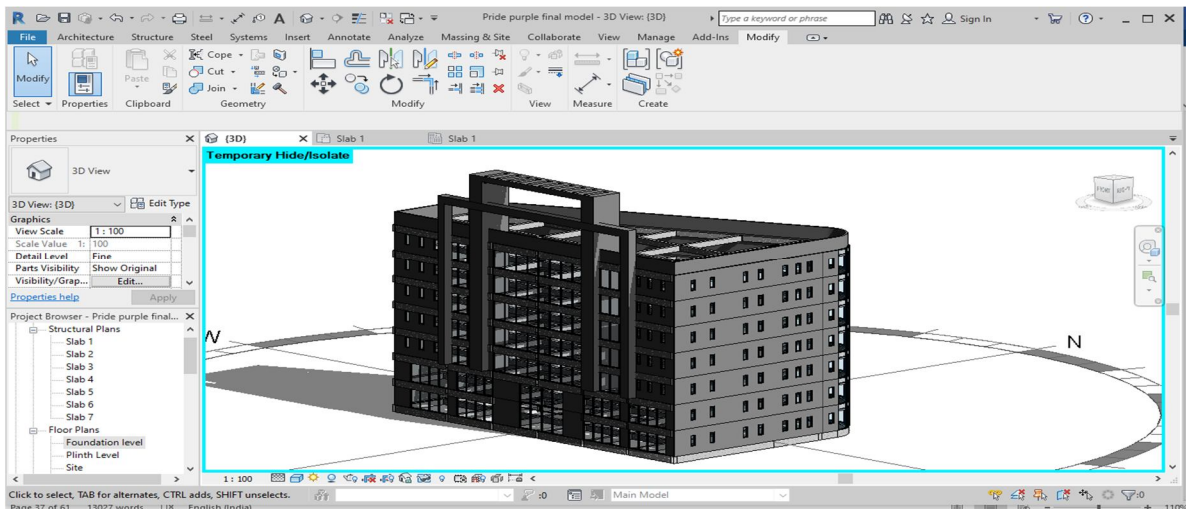 R Pride purple final model - 3D View: {3D} Type a keyword or phrase Sign In
File Architecture Structure Steel Systems Insert Annotate Analyze Massing & Site Collaborate View Manage Add-Ins Modify
Modify Paste Cope Cut Join
Select Properties Clipboard Geometry Modify View Measure Create
Properties {3D} Slab 1 Slab 1
Temporary Hide/Isolate
3D View
3D View: {3D} Edit Type
Graphics
View Scale 1 : 100
Scale Value 1: 100
Detail Level Fine
Parts Visibility Show Original
Visibility/Grap... Edit...
Properties help Apply
Project Browser - Pride purple final...
Structural Plans
Slab 1
Slab 2
Slab 3
Slab 4
Slab 5
Slab 6
Slab 7
Floor Plans
Foundation level
Plinth Level
Site
W
N
1 : 100
Click to select, TAB for alternates, CTRL adds, SHIFT unselects. :0 Main Model :0
Page 37 of 61 13027 words English (India) 110%